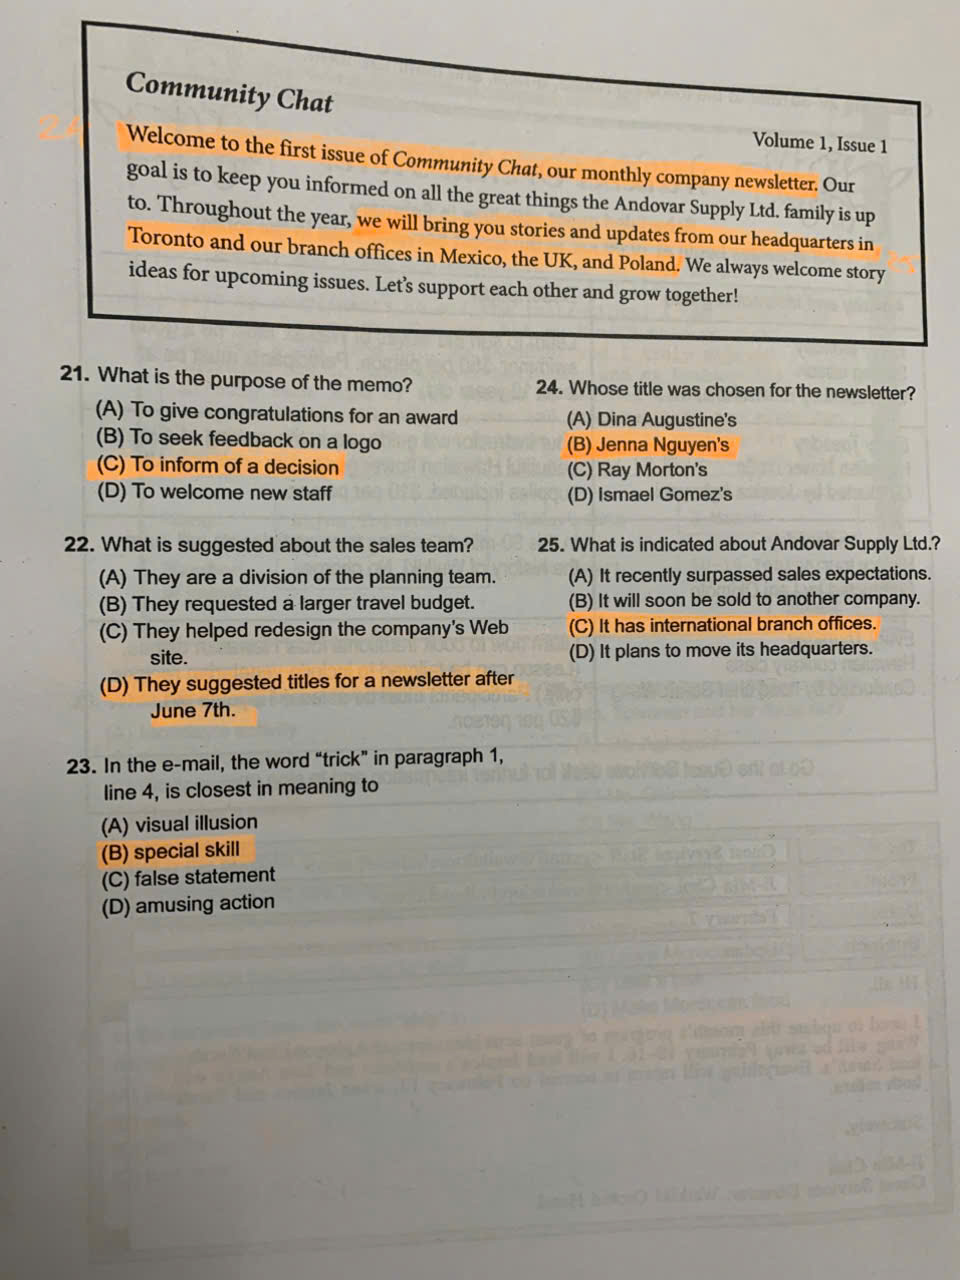 Community Chat
Volume 1, Issue 1
24
Welcome to the first issue of Community Chat, our monthly company newsletter. Our
goal is to keep you informed on all the great things the Andovar Supply Ltd. family is up
to. Throughout the year, we will bring you stories and updates from our headquarters in
Toronto and our branch offices in Mexico, the UK, and Poland. We always welcome story
25
ideas for upcoming issues. Let's support each other and grow together!
21. What is the purpose of the memo?
(A) To give congratulations for an award
(B) To seek feedback on a logo
(C) To inform of a decision
(D) To welcome new staff
22. What is suggested about the sales team?
(A) They are a division of the planning team.
(B) They requested a larger travel budget.
(C) They helped redesign the company's Web
site.
(D) They suggested titles for a newsletter after
June 7th.
23. In the e-mail, the word “trick” in paragraph 1,
line 4, is closest in meaning to
(A) visual illusion
(B) special skill
(C) false statement
(D) amusing action
24. Whose title was chosen for the newsletter?
(A) Dina Augustine's
(B) Jenna Nguyen's
(C) Ray Morton's
(D) Ismael Gomez's
25. What is indicated about Andovar Supply Ltd.?
(A) It recently surpassed sales expectations.
(B) It will soon be sold to another company.
(C) It has international branch offices.
(D) It plans to move its headquarters.